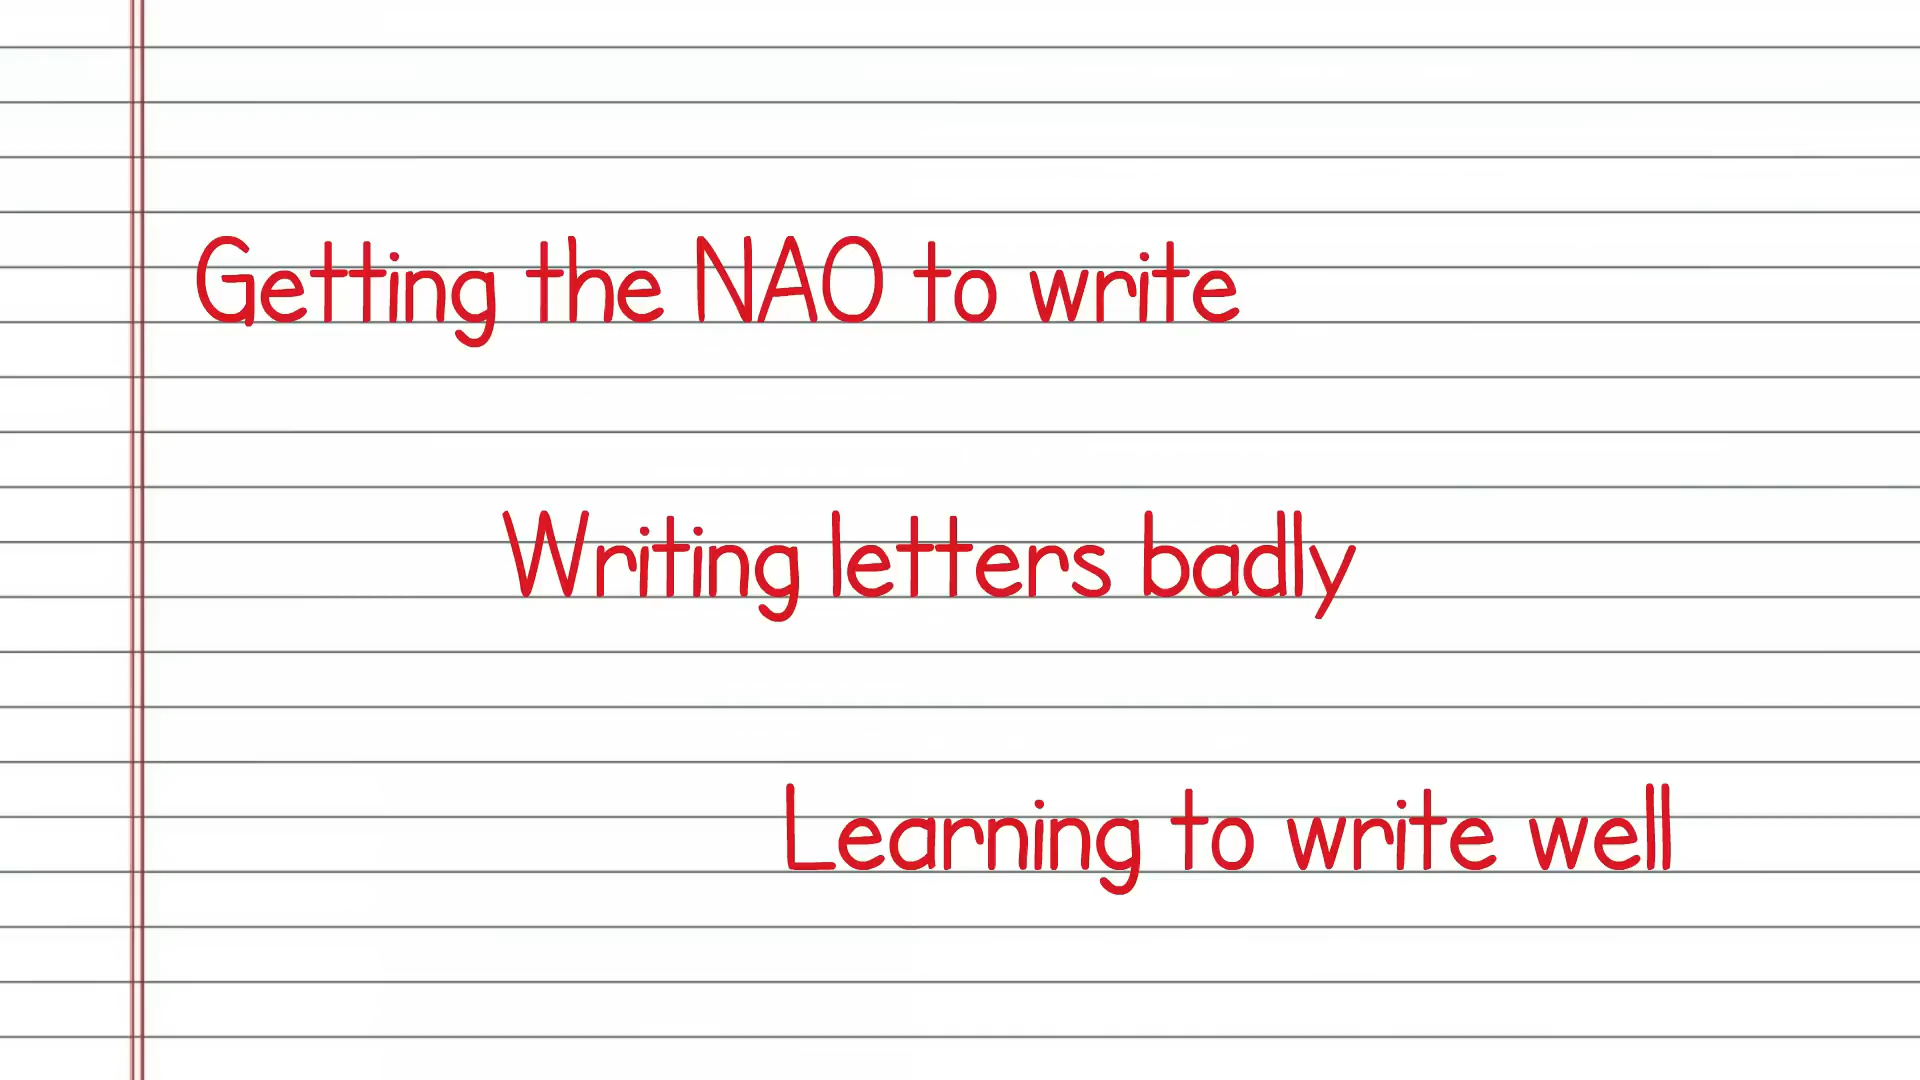 Getting the NAO to write
Writing letters badly
Learning to write well